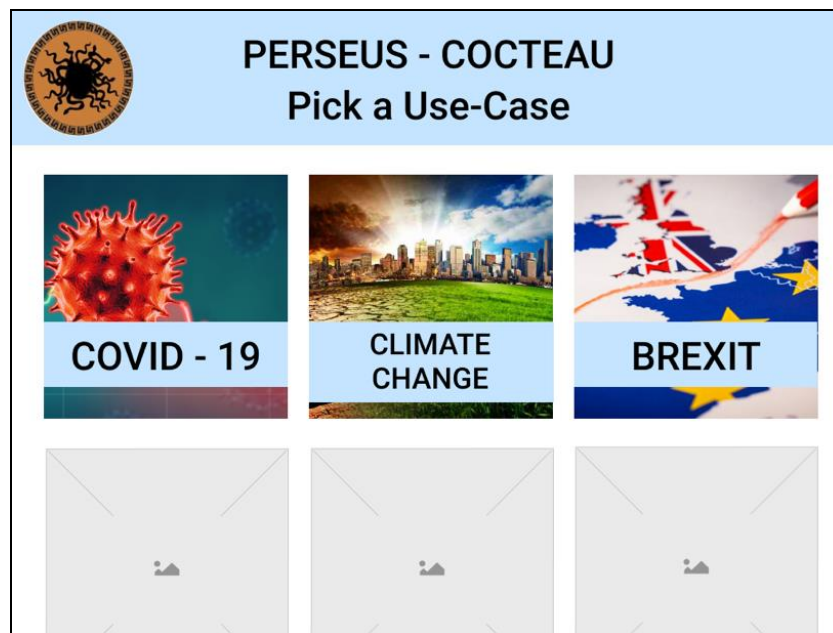 PERSEUS - COCTEAU
Pick a Use-Case
COVID - 19
CLIMATE
CHANGE
BREXIT